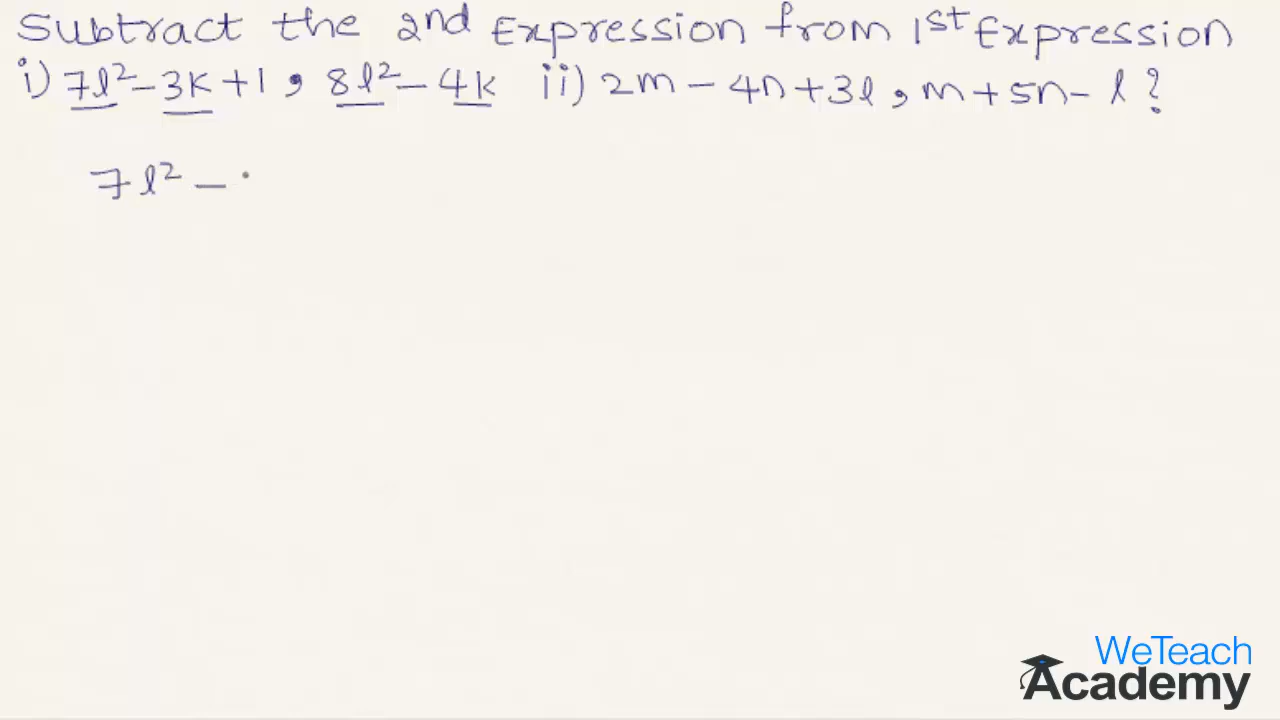 Subtract the 2nd Expression from 1st Expression
i) 7l² - 3k + 1 , 8l² - 4k ii) 2m - 4n + 3l , m + 5n - l ?
7l² -
WeTeach
Academy